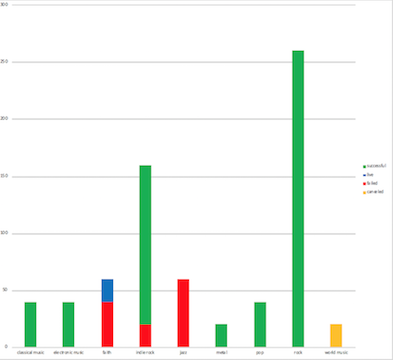 300
250
200
150
100
50
0
classical music electronic music faith indie rock jazz metal pop rock world music
successful
live
failed
canceled